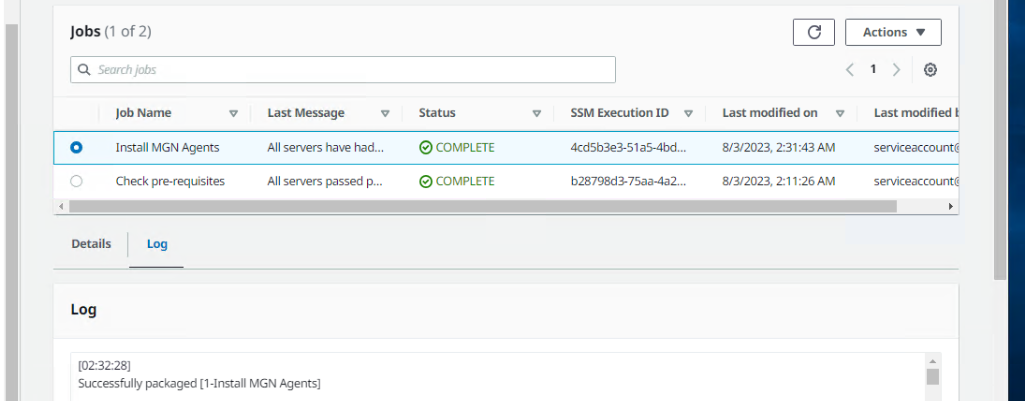 Jobs (1 of 2)
Actions ▼
Search jobs
1
Job Name Last Message Status SSM Execution ID Last modified on Last modified b
Install MGN Agents All servers have had... COMPLETE 4cd5b3e3-51a5-4bd... 8/3/2023, 2:31:43 AM serviceaccount@
Check pre-requisites All servers passed p... COMPLETE b28798d3-75aa-4a2... 8/3/2023, 2:11:26 AM serviceaccount@
Details Log
Log
[02:32:28]
Successfully packaged [1-Install MGN Agents]